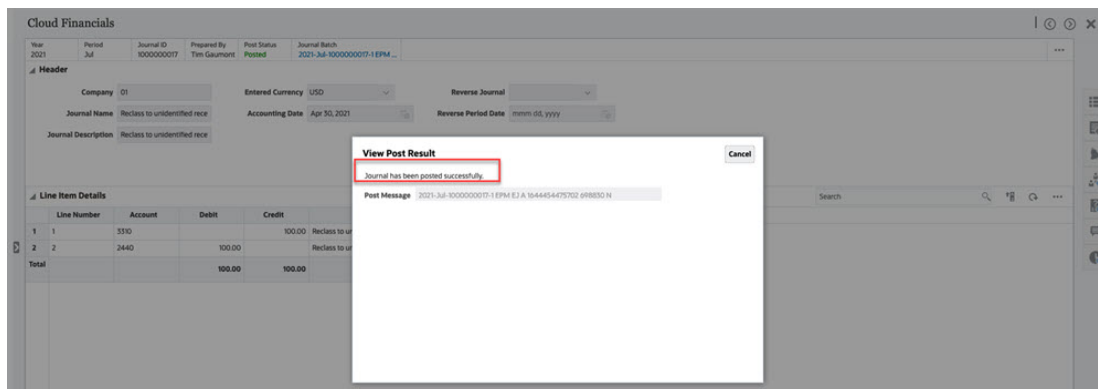 Cloud Financials
Year Period Journal ID Prepared By Post Status Journal Batch
2021 Jul 1000000017 Tim Gaumont Posted 2021-Jul-1000000017-1 EPM ...
Header
Company 01 Entered Currency USD Reverse Journal
Journal Name Reclass to unidentified rece Accounting Date Apr 30, 2021 Reverse Period Date mmm dd, yyyy
Journal Description Reclass to unidentified rece
View Post Result Cancel
Journal has been posted successfully.
Post Message 2021-Jul-1000000017-1 EPM EJ A 1644454475702 698850 N
Line Item Details Search
Line Number Account Debit Credit
1 1 3310 100.00 Reclass to ur
2 2 2440 100.00 Reclass to ur
Total 100.00 100.00